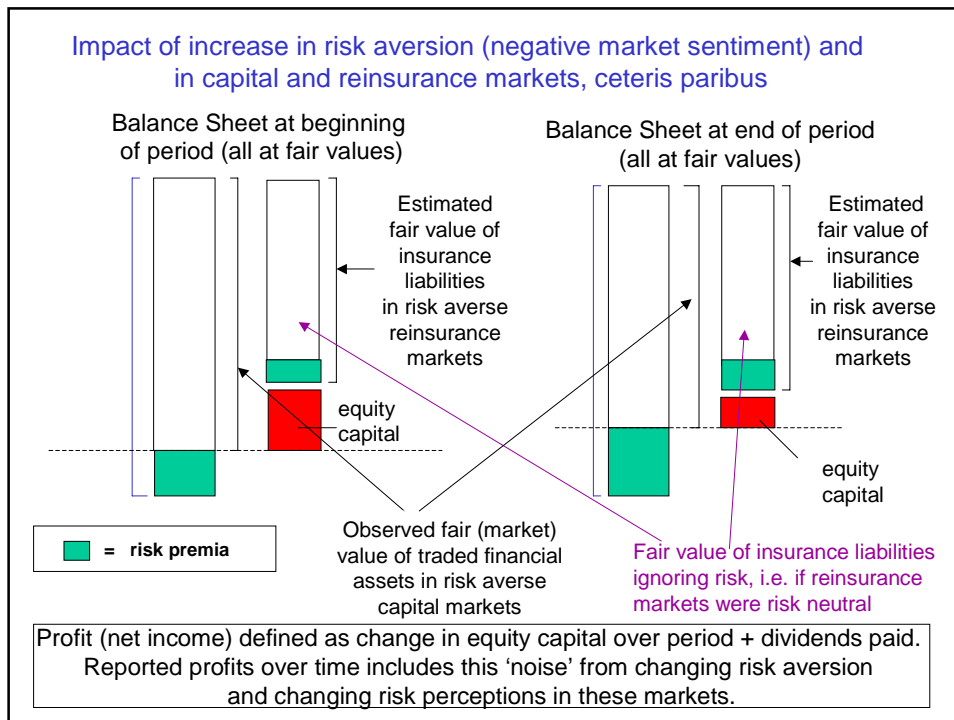 Impact of increase in risk aversion (negative market sentiment) and
in capital and reinsurance markets, ceteris paribus
Balance Sheet at beginning
of period (all at fair values)
Balance Sheet at end of period
(all at fair values)
Estimated
fair value of
insurance
liabilities
in risk averse
reinsurance
markets
Estimated
fair value of
insurance
liabilities
in risk averse
reinsurance
markets
equity
capital
equity
capital
= risk premia
Observed fair (market)
value of traded financial
assets in risk averse
capital markets
Fair value of insurance liabilities
ignoring risk, i.e. if reinsurance
markets were risk neutral
Profit (net income) defined as change in equity capital over period + dividends paid.
Reported profits over time includes this ‘noise’ from changing risk aversion
and changing risk perceptions in these markets.